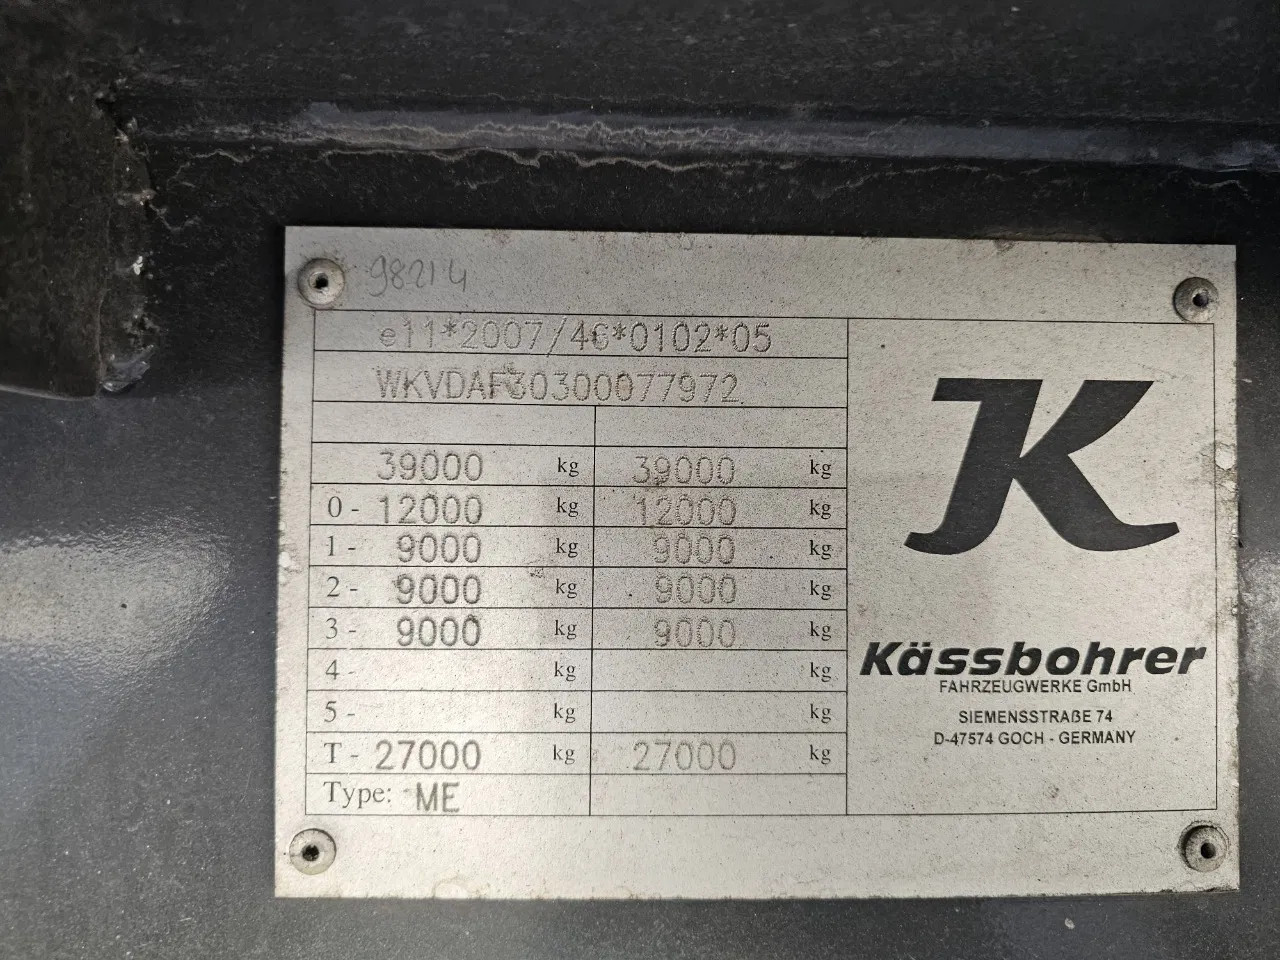 98214
e11*2007/46*0102*05
WKVDAF30300077972
39000 kg 39000 kg
0 - 12000 kg 12000 kg
1 - 9000 kg 9000 kg
2 - 9000 kg 9000 kg
3 - 9000 kg 9000 kg
4 - kg kg
5 - kg kg
T - 27000 kg 27000 kg
Type: ME
K
Kässbohrer
FAHRZEUGWERKE GmbH
SIEMENSSTRAßE 74
D-47574 GOCH - GERMANY